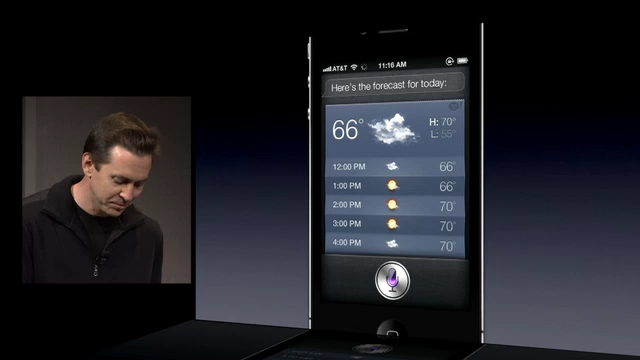 AT&T 11:16 AM
Here's the forecast for today:
66° H: 70°
L: 55°
12:00 PM 66°
1:00 PM 66°
2:00 PM 70°
3:00 PM 70°
4:00 PM 70°